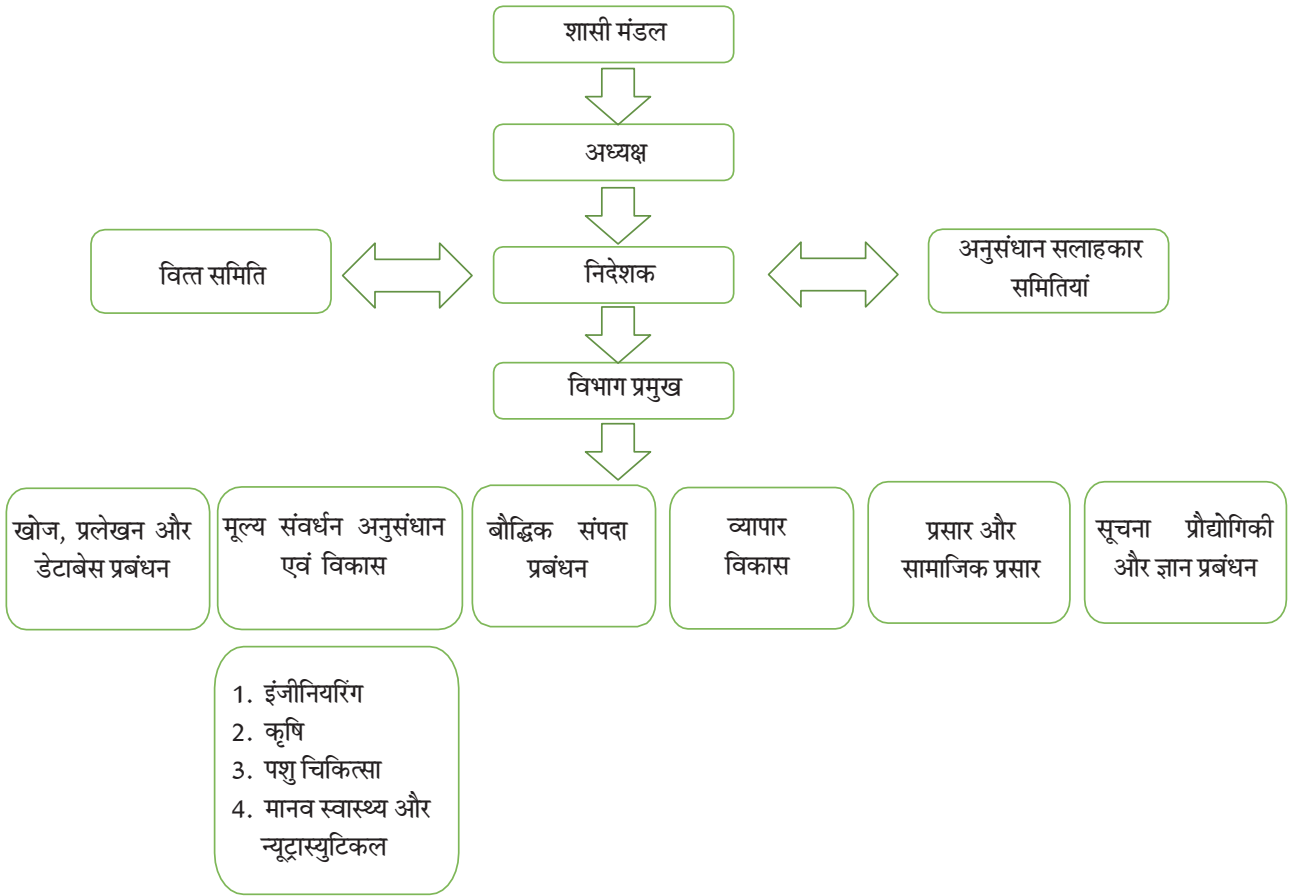 शासी मंडल
अध्यक्ष
वित्त समिति
निदेशक
अनुसंधान सलाहकार
समितियां
विभाग प्रमुख
खोज, प्रलेखन और
डेटाबेस प्रबंधन
मूल्य संवर्धन अनुसंधान
एवं विकास
बौद्धिक संपदा
प्रबंधन
व्यापार
विकास
प्रसार और
सामाजिक प्रसार
सूचना प्रौद्योगिकी
और ज्ञान प्रबंधन
1. इंजीनियरिंग
2. कृषि
3. पशु चिकित्सा
4. मानव स्वास्थ्य और
न्यूट्रास्युटिकल